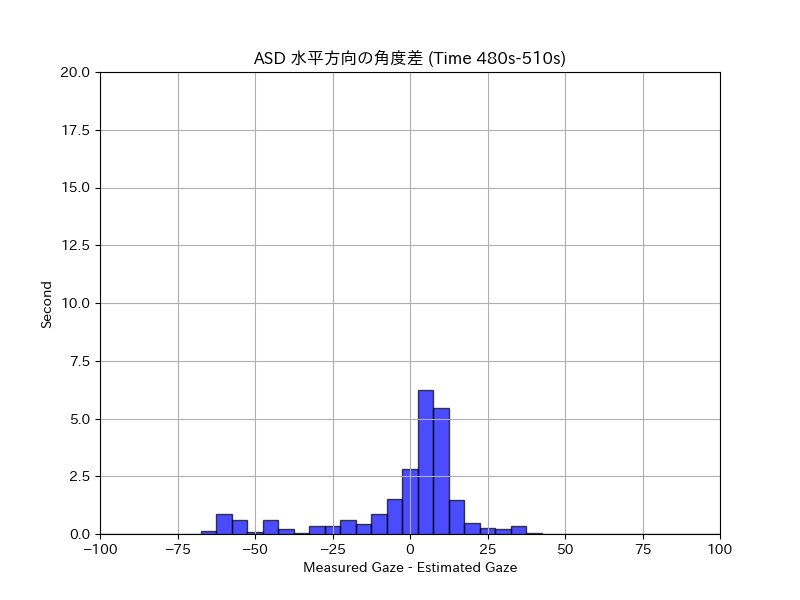 ASD 水平方向の角度差 (Time 480s-510s)
20.0
17.5
15.0
12.5
10.0
7.5
5.0
2.5
0.0
Second
−100 −75 −50 −25 0 25 50 75 100
Measured Gaze - Estimated Gaze